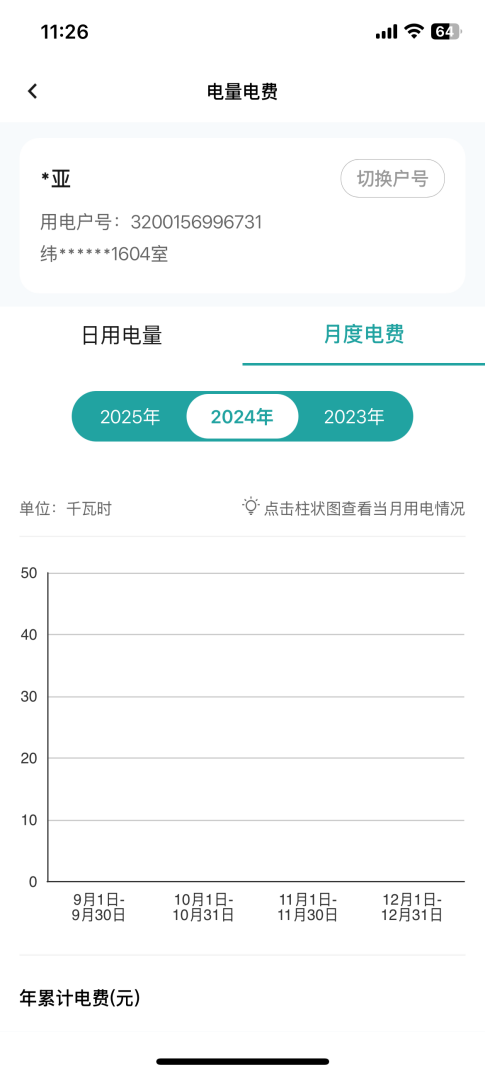 11:26
64
电量电费
*亚
切换户号
用电户号：3200156996731
纬******1604室
日用电量
月度电费
2025年
2024年
2023年
单位：千瓦时
点击柱状图查看当月用电情况
50
40
30
20
10
0
9月1日-
9月30日
10月1日-
10月31日
11月1日-
11月30日
12月1日-
12月31日
年累计电费(元)